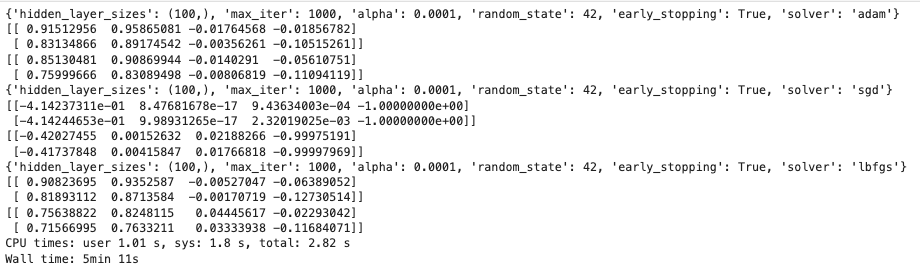 {'hidden_layer_sizes': (100,), 'max_iter': 1000, 'alpha': 0.0001, 'random_state': 42, 'early_stopping': True, 'solver': 'adam'}
[[ 0.91512956  0.95865081 -0.01764568 -0.01856782]
 [ 0.83134866  0.89174542 -0.00356261 -0.10515261]]
[[ 0.85130481  0.90869944 -0.0140291  -0.05610751]
 [ 0.75999666  0.83089498 -0.00806819 -0.11094119]]
{'hidden_layer_sizes': (100,), 'max_iter': 1000, 'alpha': 0.0001, 'random_state': 42, 'early_stopping': True, 'solver': 'sgd'}
[[-4.14237311e-01  8.47681678e-17  9.43634003e-04 -1.00000000e+00]
 [-4.14244653e-01  9.98931265e-17  2.32019025e-03 -1.00000000e+00]]
[[-0.42027455  0.00152632  0.02188266 -0.99975191]
 [-0.41737848  0.00415847  0.01766818 -0.99997969]]
{'hidden_layer_sizes': (100,), 'max_iter': 1000, 'alpha': 0.0001, 'random_state': 42, 'early_stopping': True, 'solver': 'lbfgs'}
[[ 0.90823695  0.9352587  -0.00527047 -0.06389052]
 [ 0.81893112  0.8713584  -0.00170719 -0.12730514]]
[[ 0.75638822  0.8248115   0.04445617 -0.02293042]
 [ 0.71566995  0.7633211   0.03333938 -0.11684071]]
CPU times: user 1.01 s, sys: 1.8 s, total: 2.82 s
Wall time: 5min 11s